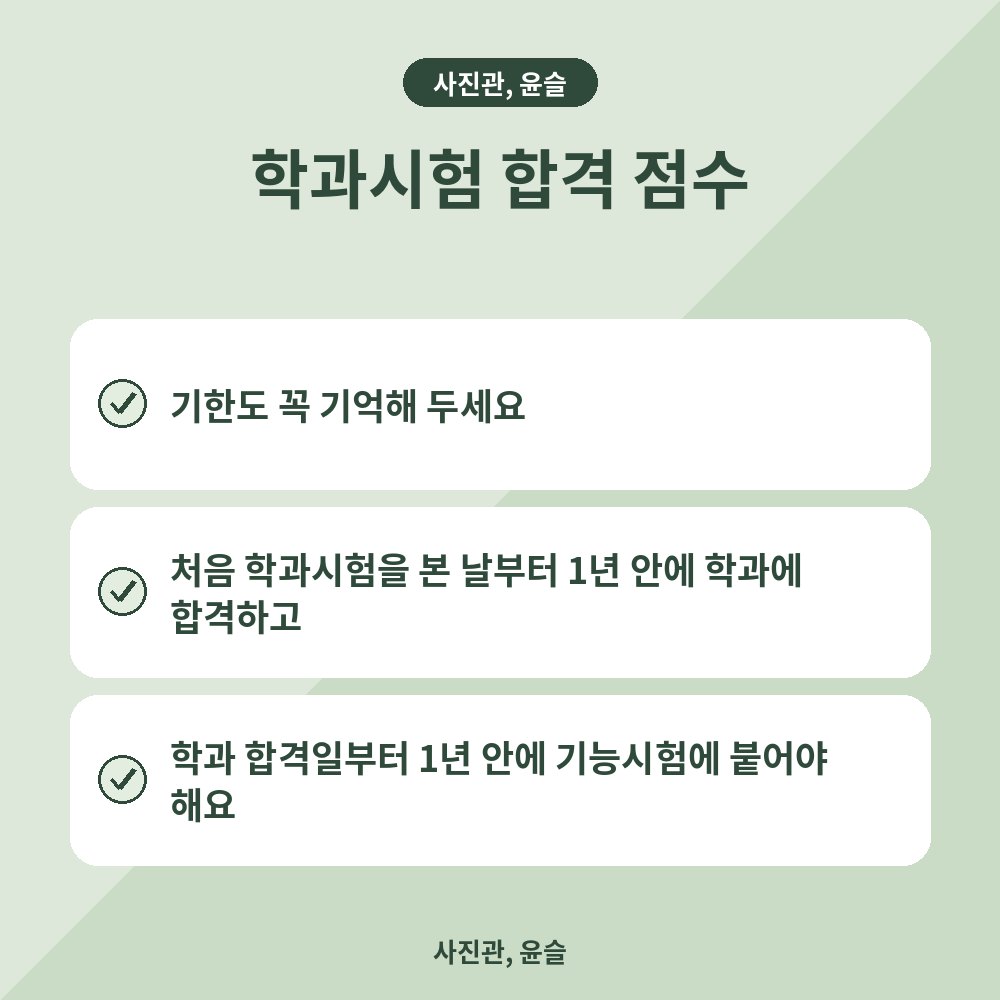 사진관, 윤슬
학과시험 합격 점수
기한도 꼭 기억해 두세요
처음 학과시험을 본 날부터 1년 안에 학과에
합격하고
학과 합격일부터 1년 안에 기능시험에 붙어야
해요
사진관, 윤슬